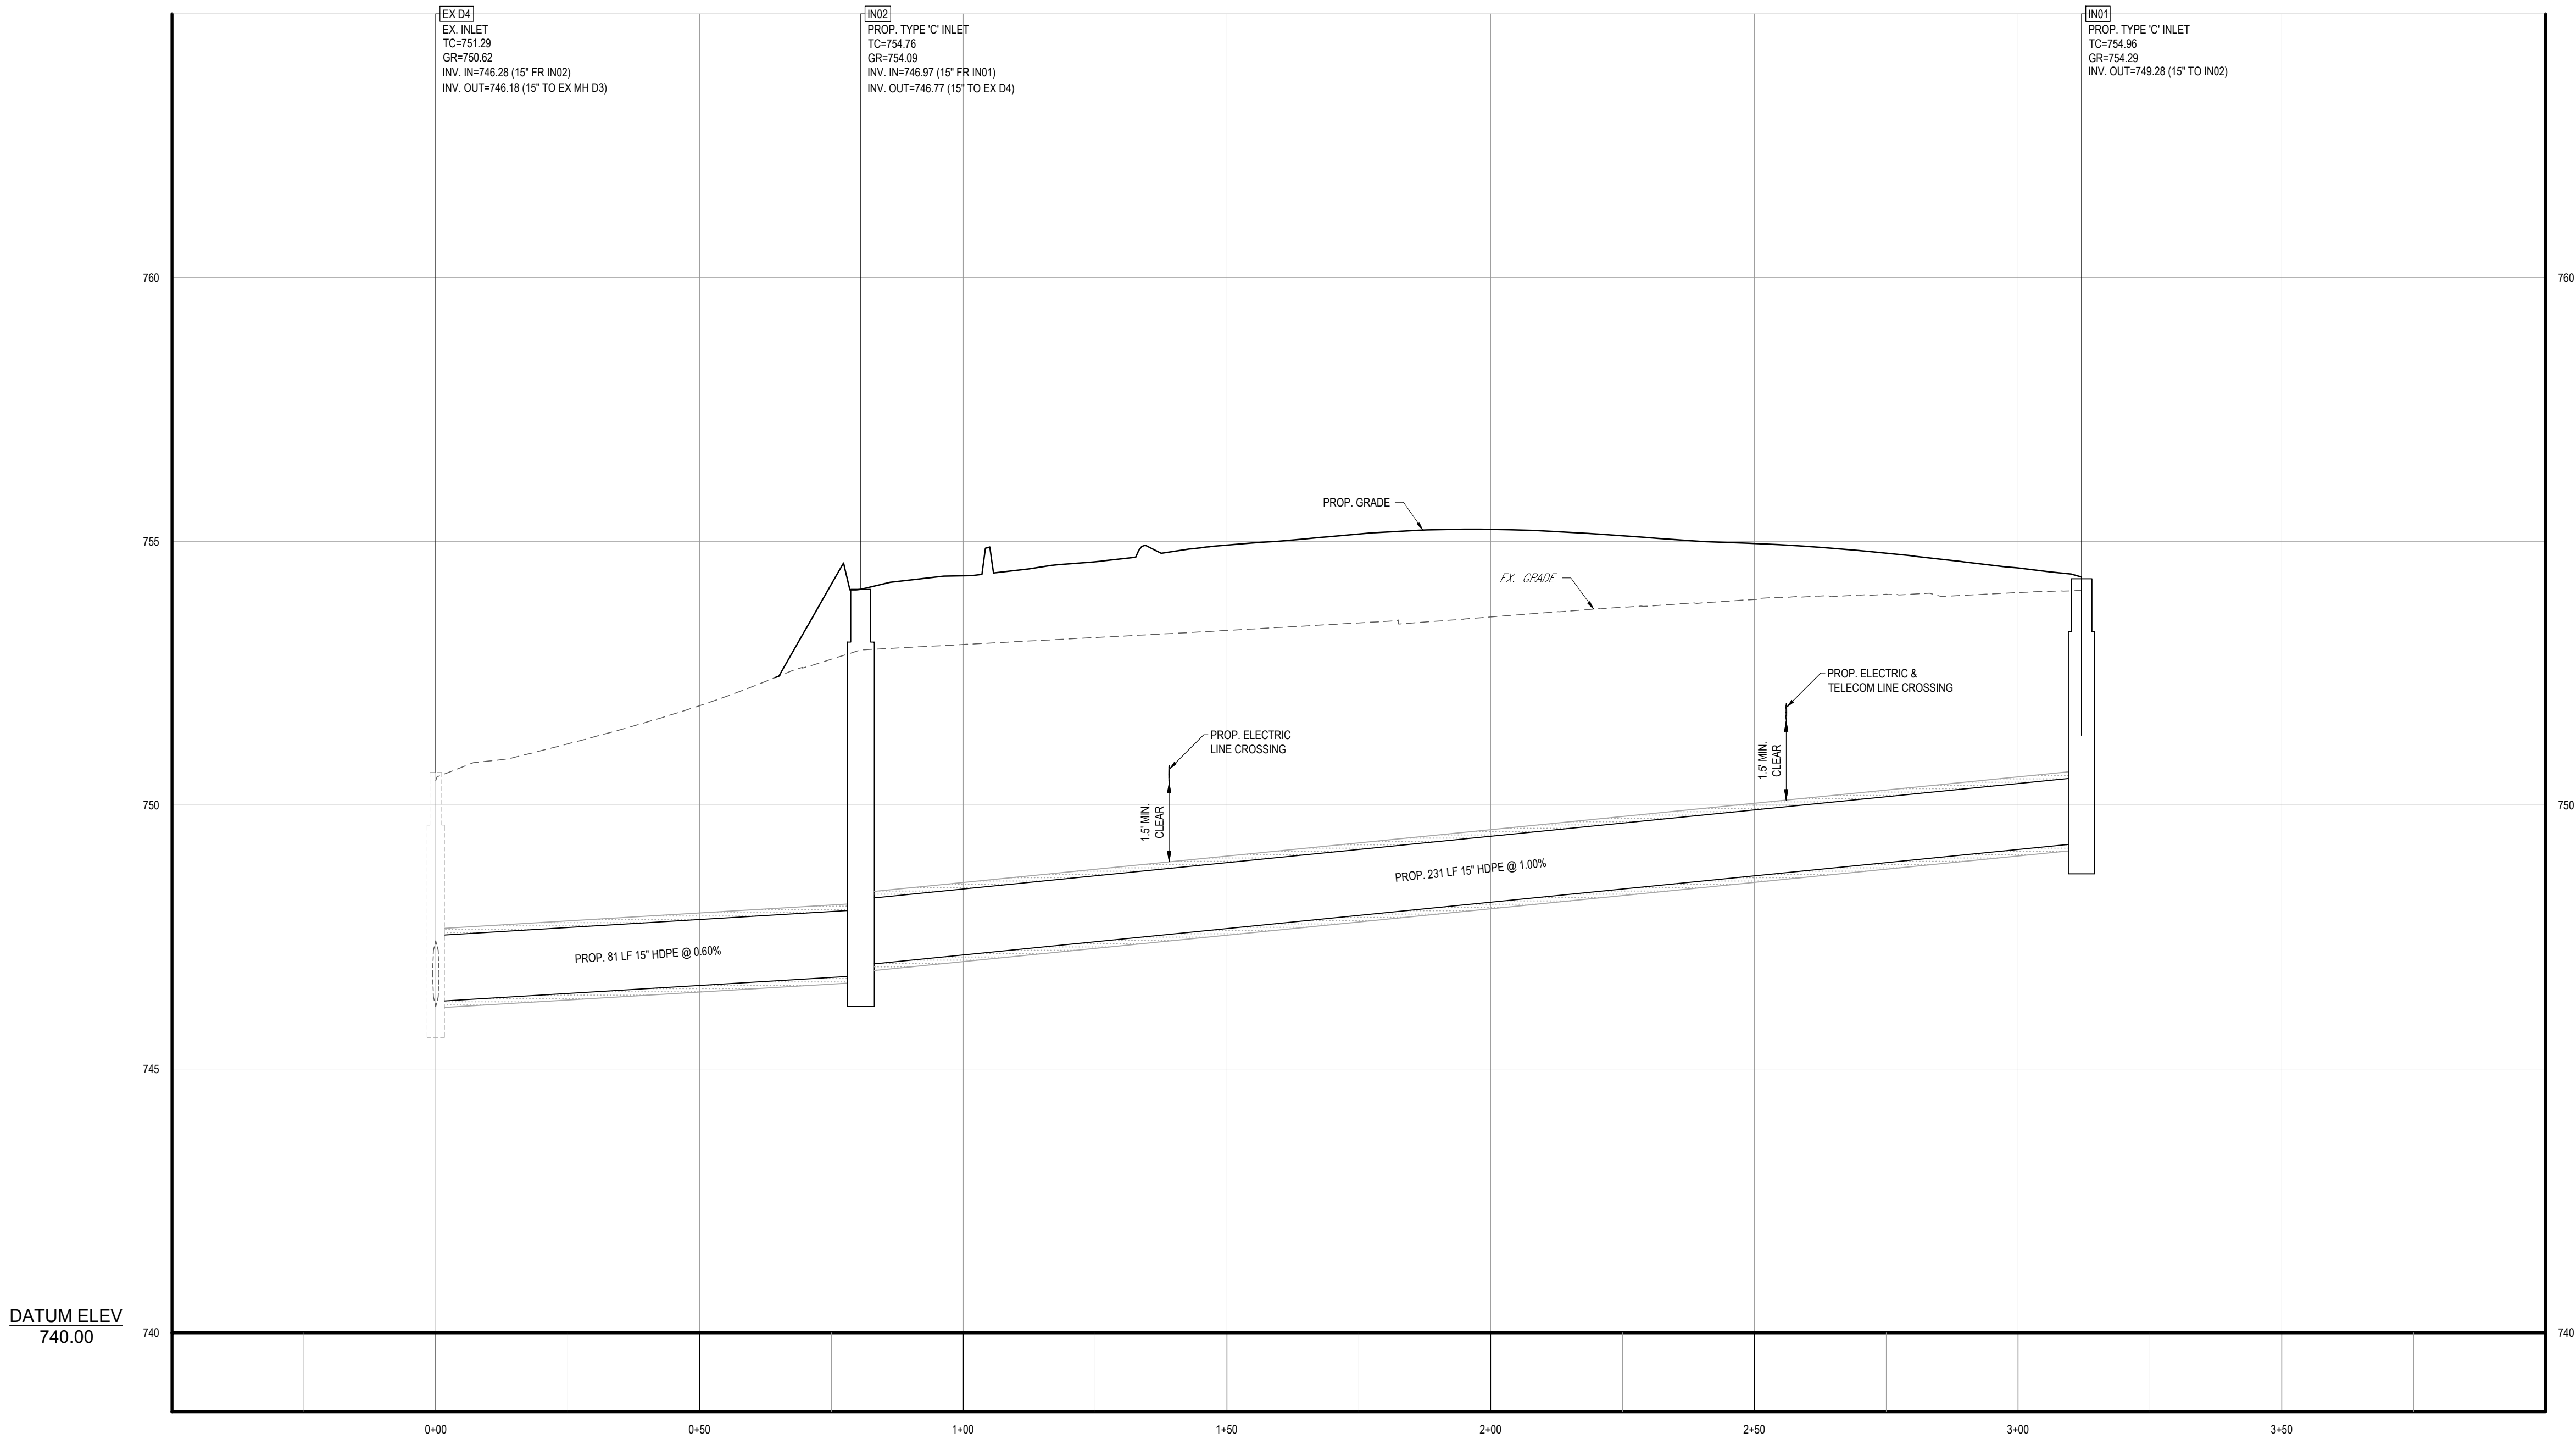 EX D4
EX. INLET
TC=751.29
GR=750.62
INV. IN=746.28 (15" FR IN02)
INV. OUT=746.18 (15" TO EX MH D3)
IN02
PROP. TYPE 'C' INLET
TC=754.76
GR=754.09
INV. IN=746.97 (15" FR IN01)
INV. OUT=746.77 (15" TO EX D4)
IN01
PROP. TYPE 'C' INLET
TC=754.96
GR=754.29
INV. OUT=749.28 (15" TO IN02)
760
760
PROP. GRADE
755
EX. GRADE
PROP. ELECTRIC &
TELECOM LINE CROSSING
PROP. ELECTRIC
LINE CROSSING
1.5' MIN.
CLEAR
1.5' MIN.
CLEAR
750
750
PROP. 231 LF 15" HDPE @ 1.00%
PROP. 81 LF 15" HDPE @ 0.60%
745
DATUM ELEV
740.00
740
740
0+00
0+50
1+00
1+50
2+00
2+50
3+00
3+50